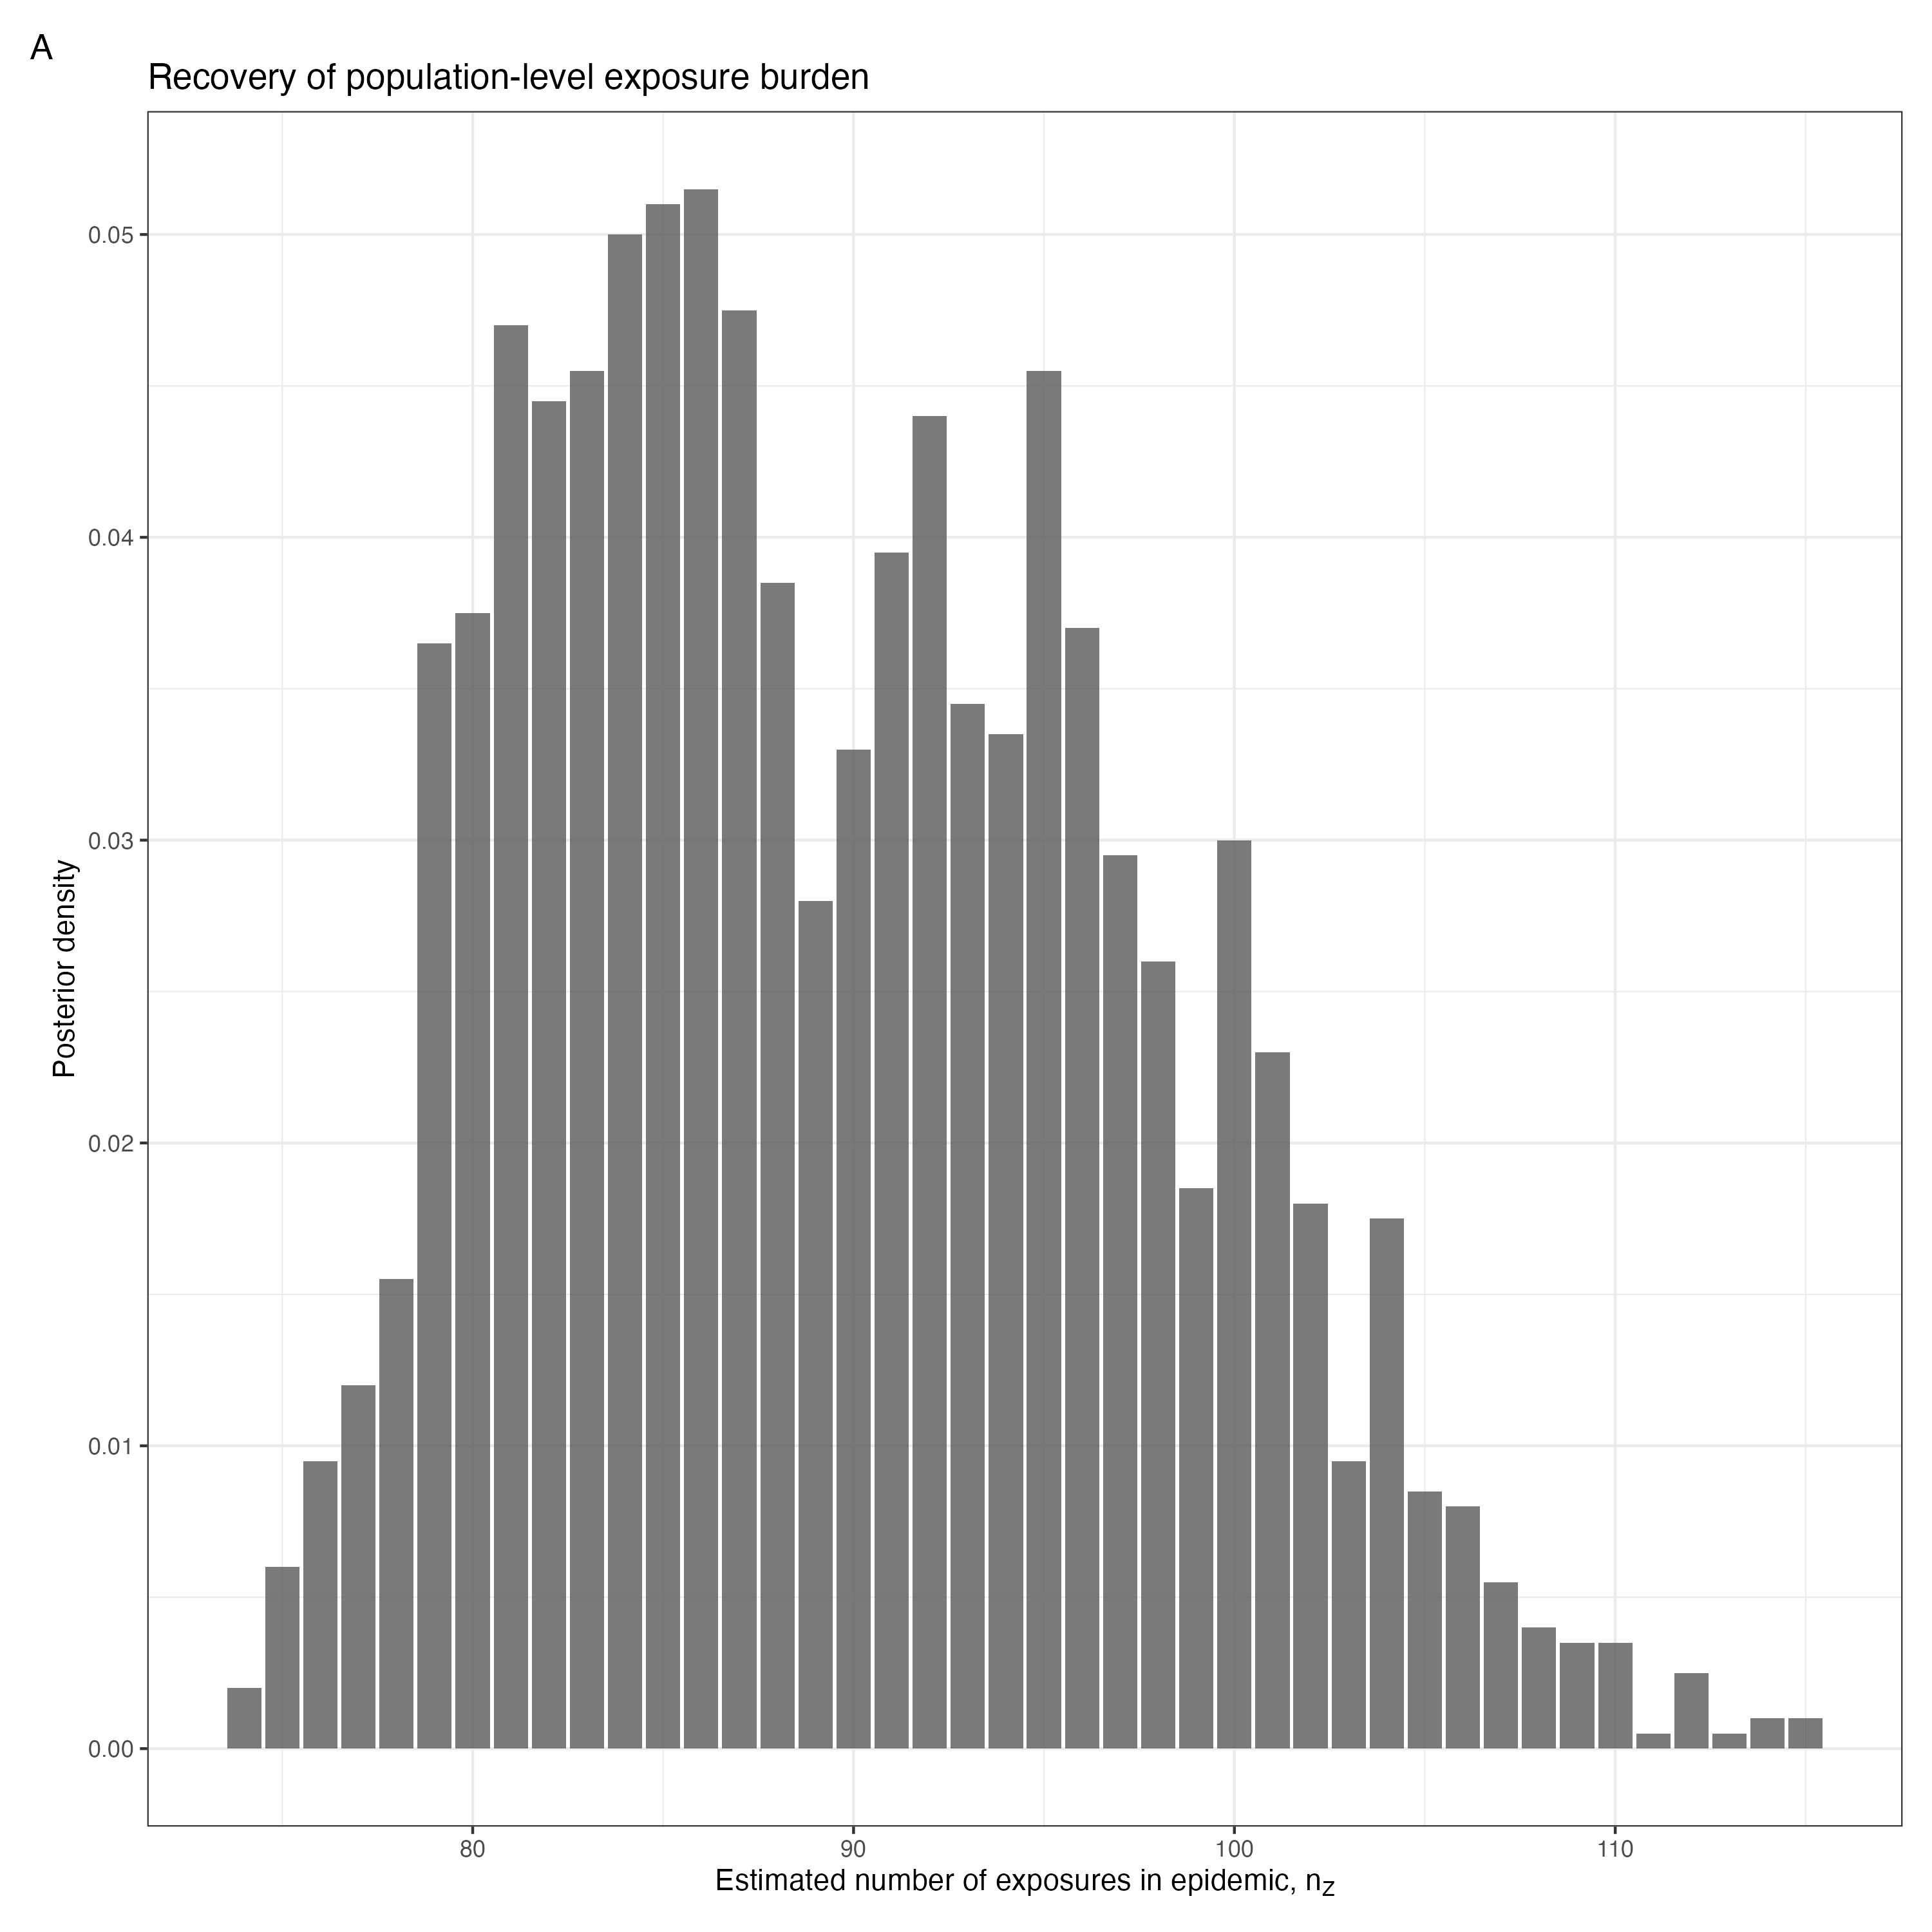 A
Recovery of population-level exposure burden
Posterior density
0.05
0.04
0.03
0.02
0.01
0.00
80 90 100 110
Estimated number of exposures in epidemic, nZ